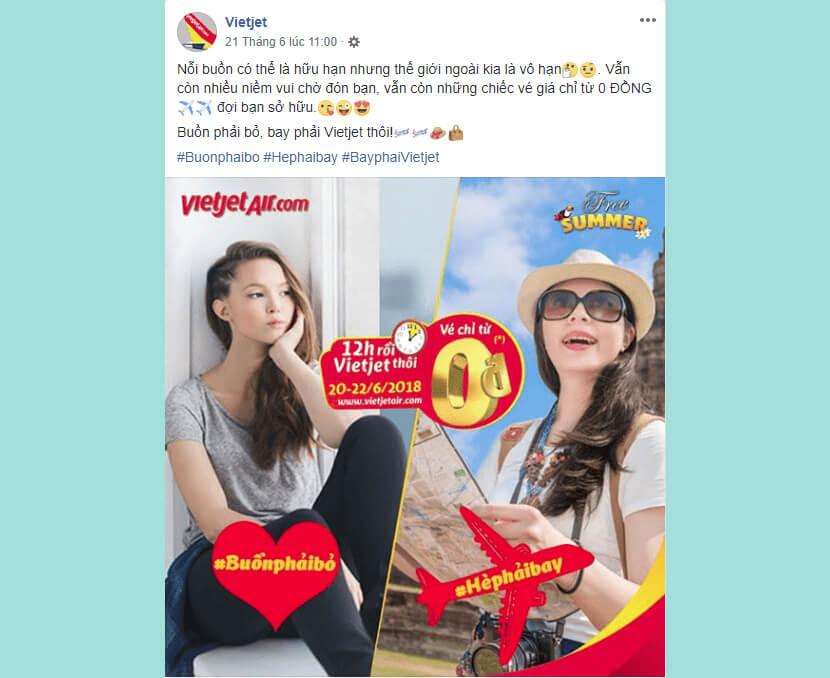 Vietjet
21 Tháng 6 lúc 11:00 ·
Nỗi buồn có thể là hữu hạn nhưng thế giới ngoài kia là vô hạn🤔🤨. Vẫn
còn nhiều niềm vui chờ đón bạn, vẫn còn những chiếc vé giá chỉ từ 0 ĐỒNG
✈️✈️ đợi bạn sở hữu.😘😜😍
Buồn phải bỏ, bay phải Vietjet thôi!🛫🛫👒👜
#Buonphaibo #Hephaibay #BayphaiVietjet
VietjetAir.com
Free
SUMMER
12h rồi
Vietjet thôi
20-22/6/2018
www.vietjetair.com
Vé chỉ từ
(*)
0đ
#Buồnphảibỏ
#Hèphảibay